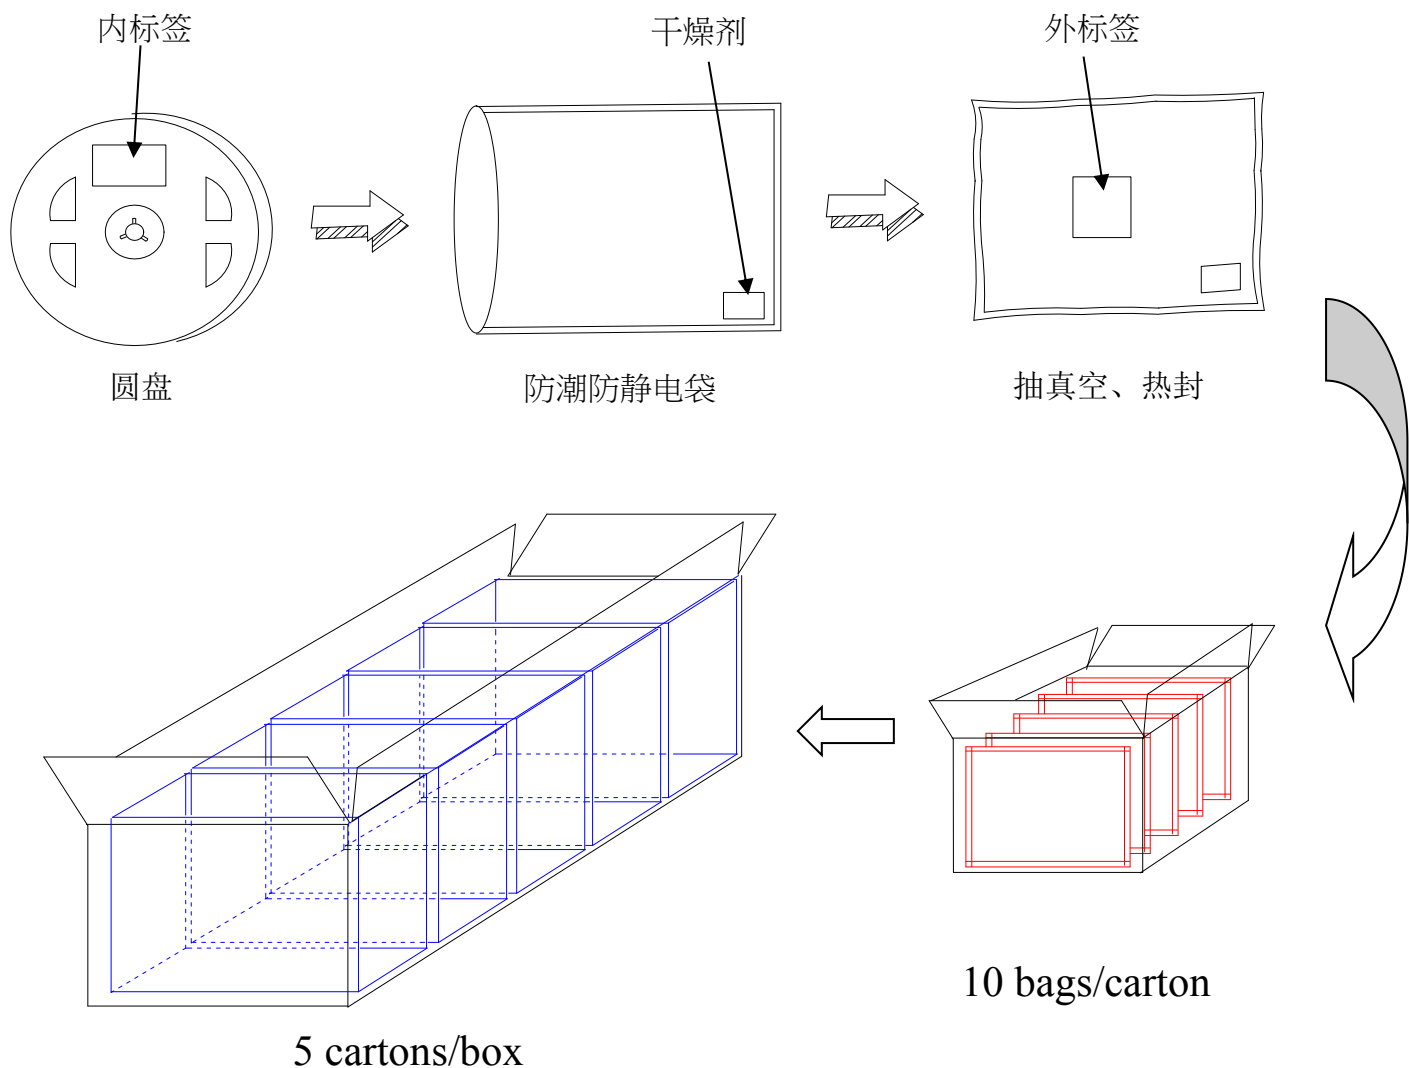 内标签
干燥剂
外标签
圆盘
防潮防静电袋
抽真空、热封
10 bags/carton
5 cartons/box